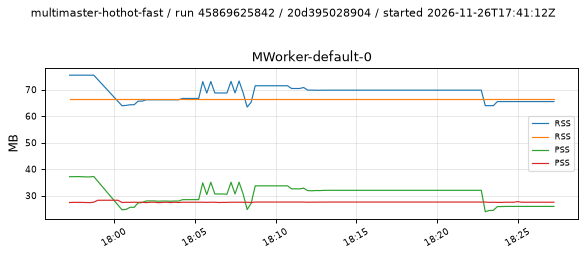 multimaster-hothot-fast / run 45869625842 / 20d395028904 / started 2026-11-26T17:41:12Z
MWorker-default-0
MB
70
60
50
40
30
RSS
RSS
PSS
PSS
18:00
18:05
18:10
18:15
18:20
18:25